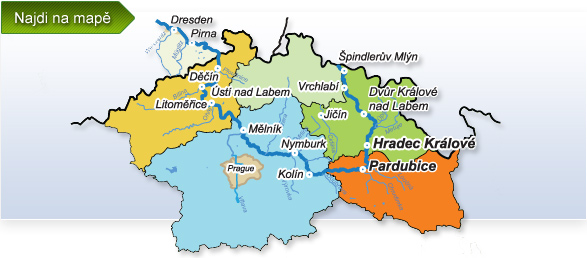 Najdi na mapě
Dresden
Pirna
Děčín
Ústí nad Labem
Litoměřice
Mělník
Nymburk
Prague
Kolín
Špindlerův Mlýn
Vrchlabí
Dvůr Králové
nad Labem
Jičín
Hradec Králové
Pardubice